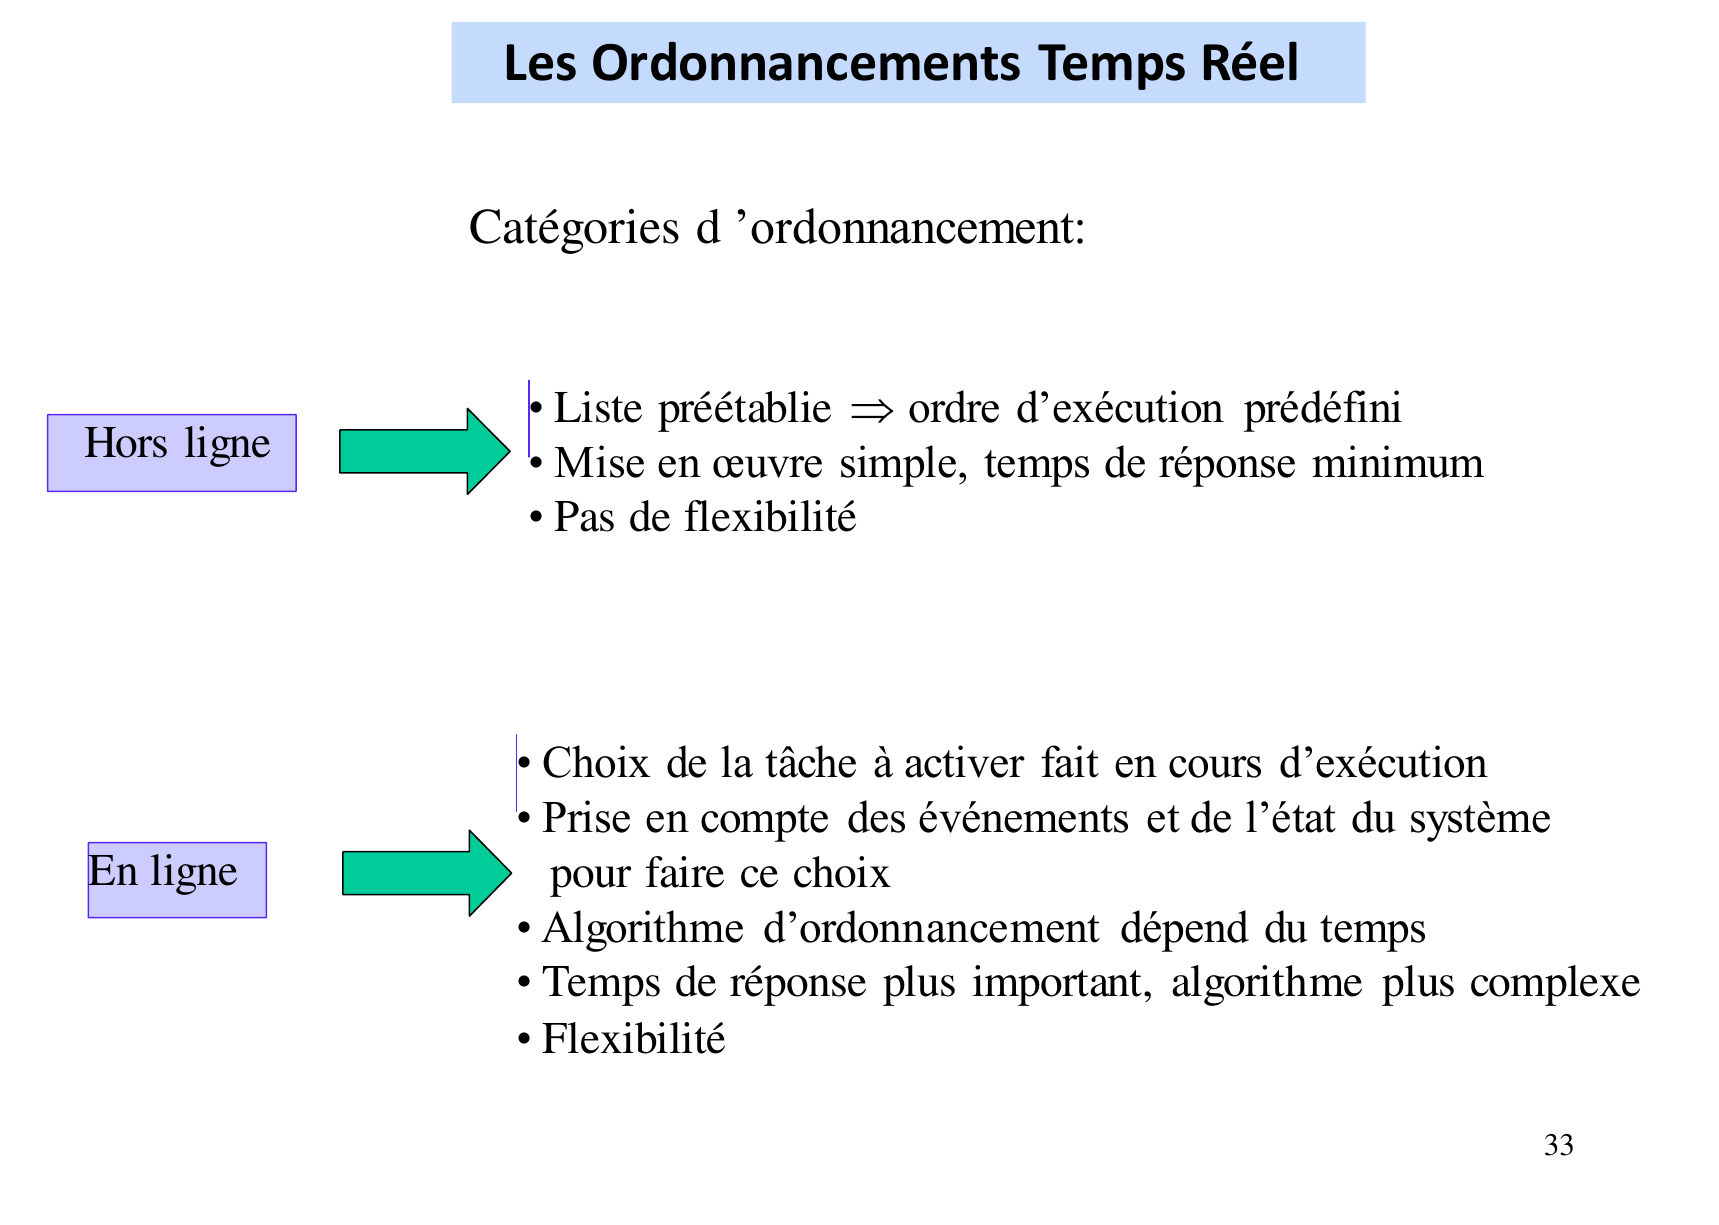 Les Ordonnancements Temps Réel
Catégories d ’ordonnancement:
Hors ligne
• Liste préétablie ⇒ ordre d’exécution prédéfini
• Mise en œuvre simple, temps de réponse minimum
• Pas de flexibilité
En ligne
• Choix de la tâche à activer fait en cours d’exécution
• Prise en compte des événements et de l’état du système
pour faire ce choix
• Algorithme d’ordonnancement dépend du temps
• Temps de réponse plus important, algorithme plus complexe
• Flexibilité
33